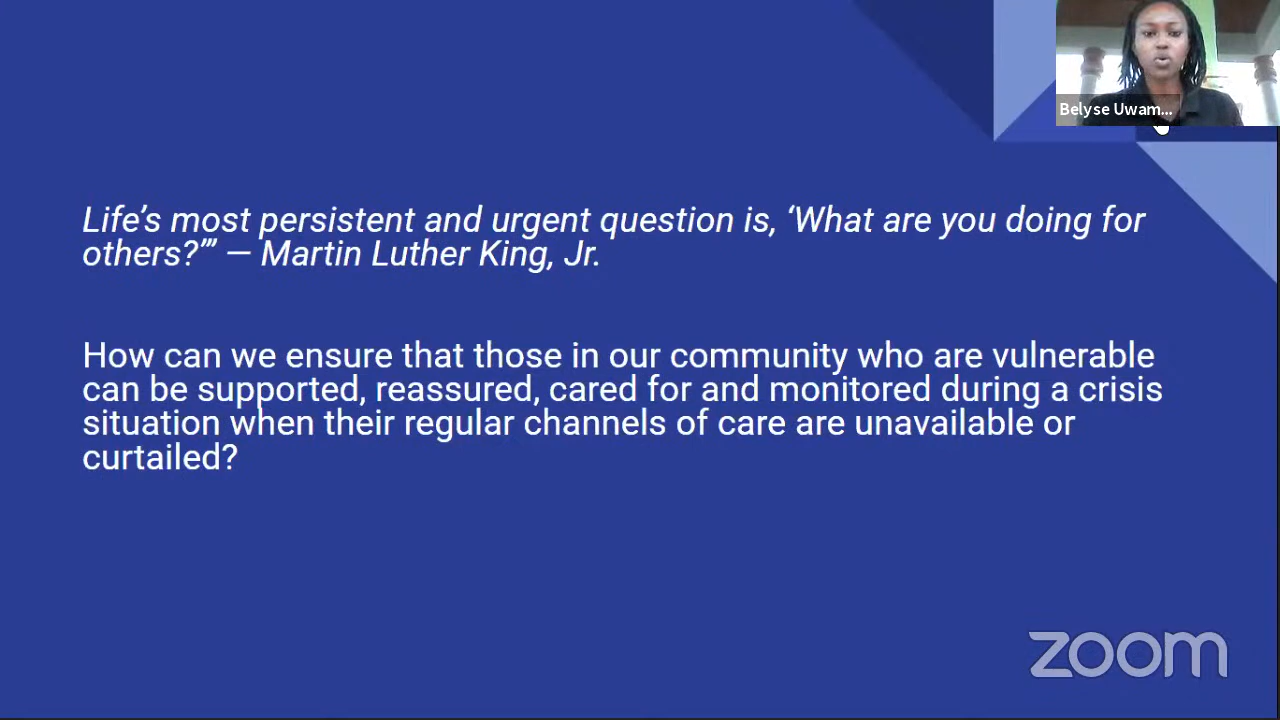 Belyse Uwam...
Life’s most persistent and urgent question is, ‘What are you doing for
others?’” — Martin Luther King, Jr.
How can we ensure that those in our community who are vulnerable
can be supported, reassured, cared for and monitored during a crisis
situation when their regular channels of care are unavailable or
curtailed?
zoom